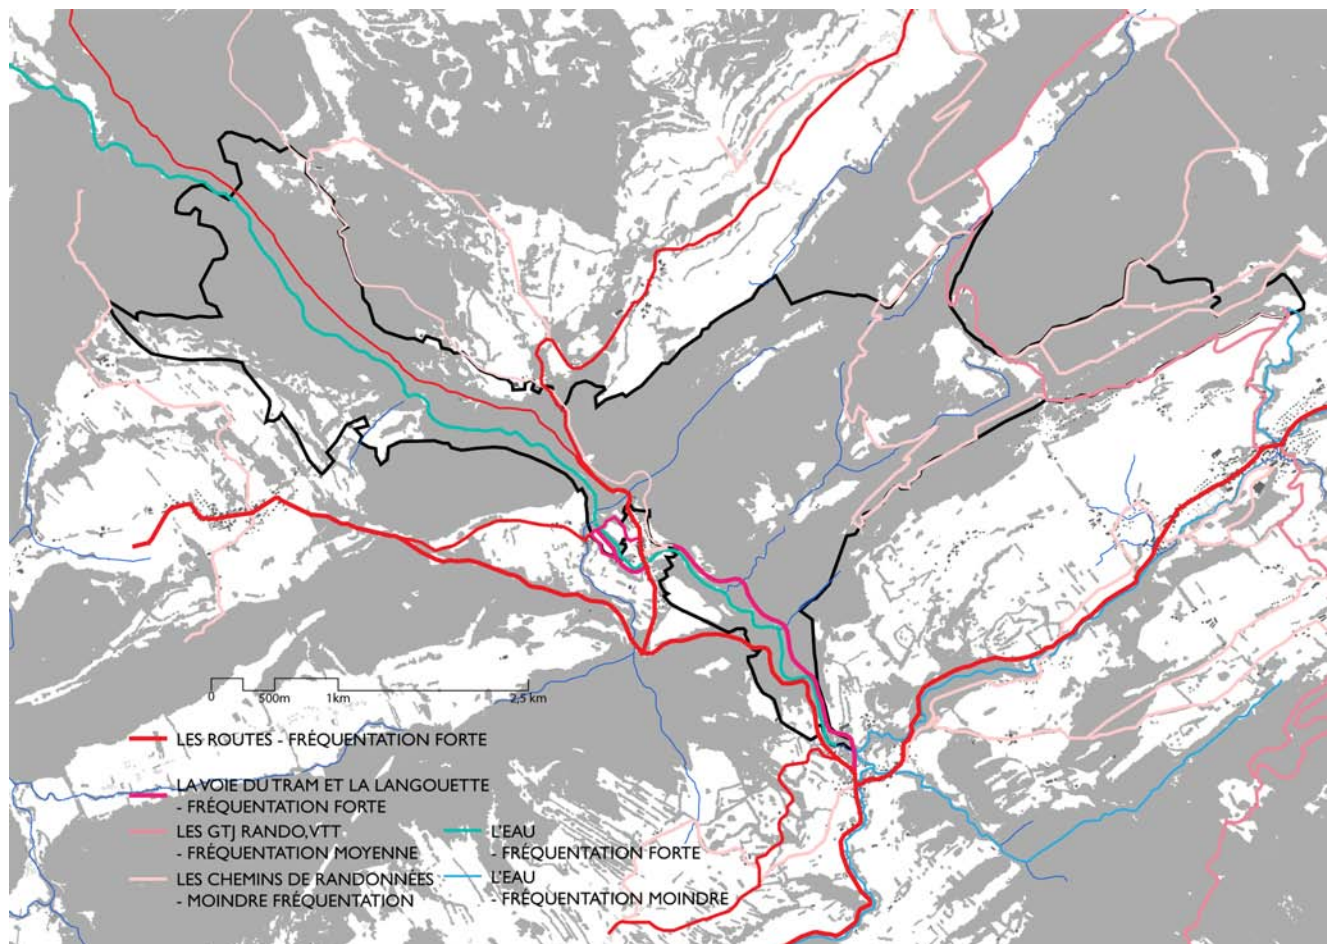 0 500m 1km 2,5 km
LES ROUTES - FRÉQUENTATION FORTE
LA VOIE DU TRAM ET LA LANGOUETTE
- FRÉQUENTATION FORTE
LES GTJ RANDO,VTT
- FRÉQUENTATION MOYENNE
LES CHEMINS DE RANDONNÉES
- MOINDRE FRÉQUENTATION
L'EAU
- FRÉQUENTATION FORTE
L'EAU
- FRÉQUENTATION MOINDRE